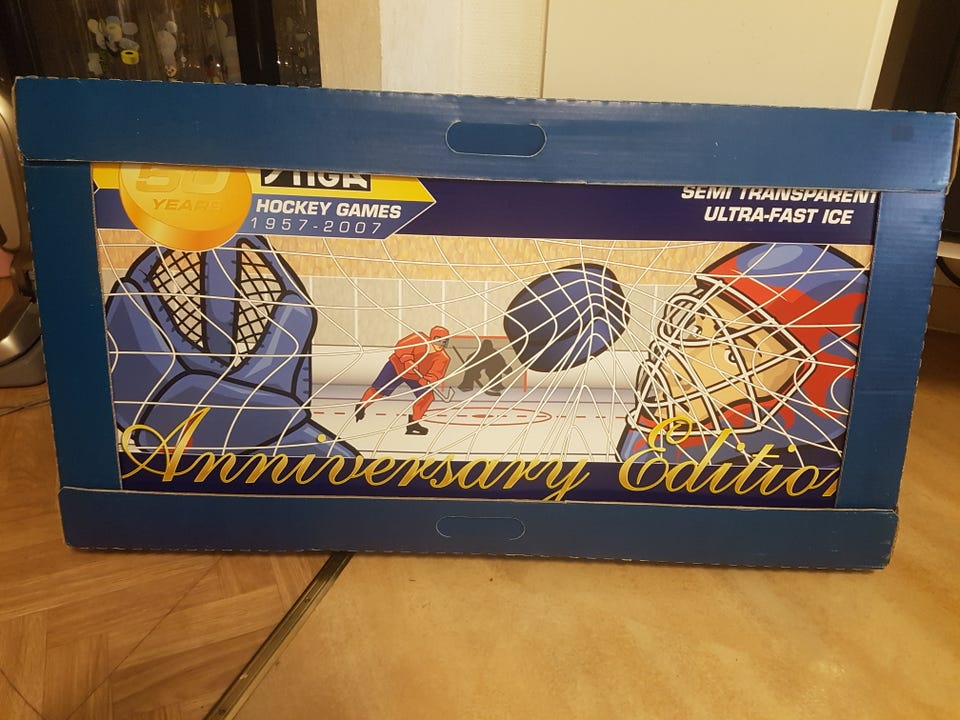 50
YEARS
STIGA
HOCKEY GAMES
1957-2007
SEMI TRANSPARENT
ULTRA-FAST ICE
Anniversary Edition